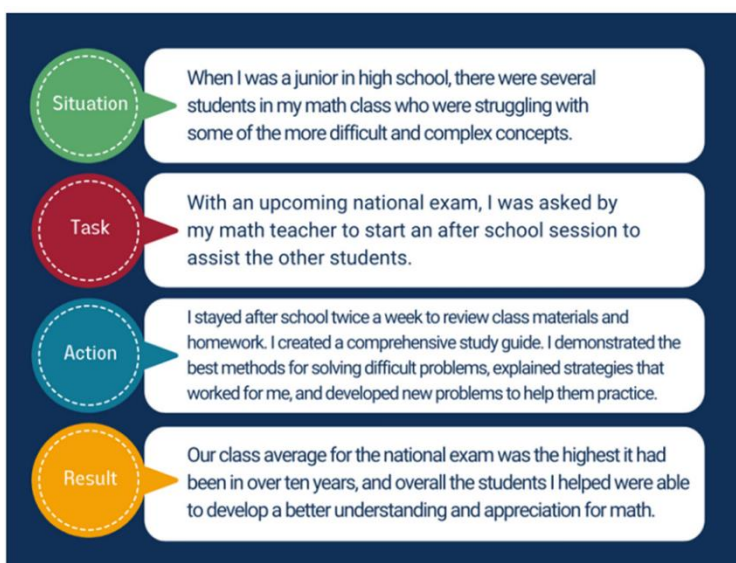 Situation
When I was a junior in high school, there were several
students in my math class who were struggling with
some of the more difficult and complex concepts.
Task
With an upcoming national exam, I was asked by
my math teacher to start an after school session to
assist the other students.
Action
I stayed after school twice a week to review class materials and
homework. I created a comprehensive study guide. I demonstrated the
best methods for solving difficult problems, explained strategies that
worked for me, and developed new problems to help them practice.
Result
Our class average for the national exam was the highest it had
been in over ten years, and overall the students I helped were able
to develop a better understanding and appreciation for math.